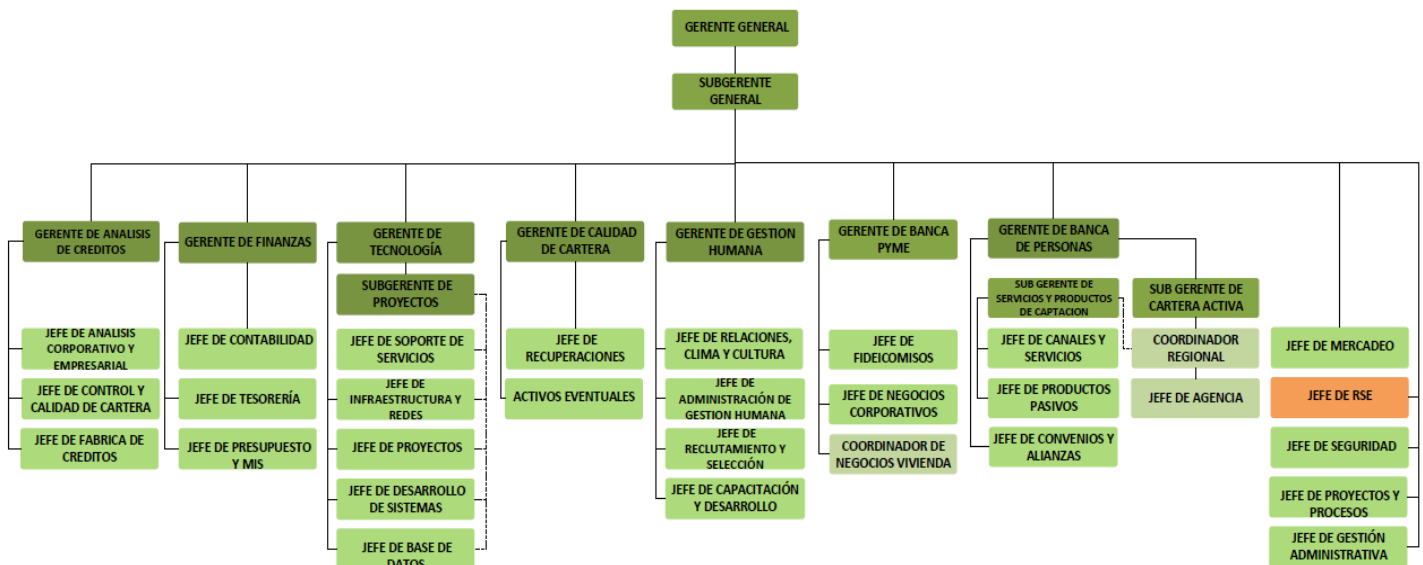 GERENTE GENERAL
SUBGERENTE
GENERAL
GERENTE DE ANALISIS
DE CREDITOS
GERENTE DE FINANZAS
GERENTE DE
TECNOLOGÍA
GERENTE DE CALIDAD
DE CARTERA
GERENTE DE GESTION
HUMANA
GERENTE DE BANCA
PYME
GERENTE DE BANCA
DE PERSONAS
SUBGERENTE DE
PROYECTOS
SUB GERENTE DE
SERVICIOS Y PRODUCTOS
DE CAPTACION
SUB GERENTE DE
CARTERA ACTIVA
JEFE DE ANALISIS
CORPORATIVO Y
EMPRESARIAL
JEFE DE CONTABILIDAD
JEFE DE SOPORTE DE
SERVICIOS
JEFE DE
RECUPERACIONES
JEFE DE RELACIONES,
CLIMA Y CULTURA
JEFE DE
FIDEICOMISOS
JEFE DE CANALES Y
SERVICIOS
COORDINADOR
REGIONAL
JEFE DE MERCADEO
JEFE DE CONTROL Y
CALIDAD DE CARTERA
JEFE DE TESORERÍA
JEFE DE
INFRAESTRUCTURA Y
REDES
ACTIVOS EVENTUALES
JEFE DE
ADMINISTRACIÓN DE
GESTION HUMANA
JEFE DE NEGOCIOS
CORPORATIVOS
JEFE DE PRODUCTOS
PASIVOS
JEFE DE AGENCIA
JEFE DE RSE
JEFE DE FABRICA DE
CREDITOS
JEFE DE PRESUPUESTO
Y MIS
JEFE DE PROYECTOS
JEFE DE
RECLUTAMIENTO Y
SELECCIÓN
COORDINADOR DE
NEGOCIOS VIVIENDA
JEFE DE CONVENIOS Y
ALIANZAS
JEFE DE SEGURIDAD
JEFE DE DESARROLLO
DE SISTEMAS
JEFE DE CAPACITACIÓN
Y DESARROLLO
JEFE DE PROYECTOS Y
PROCESOS
JEFE DE BASE DE
DATOS
JEFE DE GESTIÓN
ADMINISTRATIVA